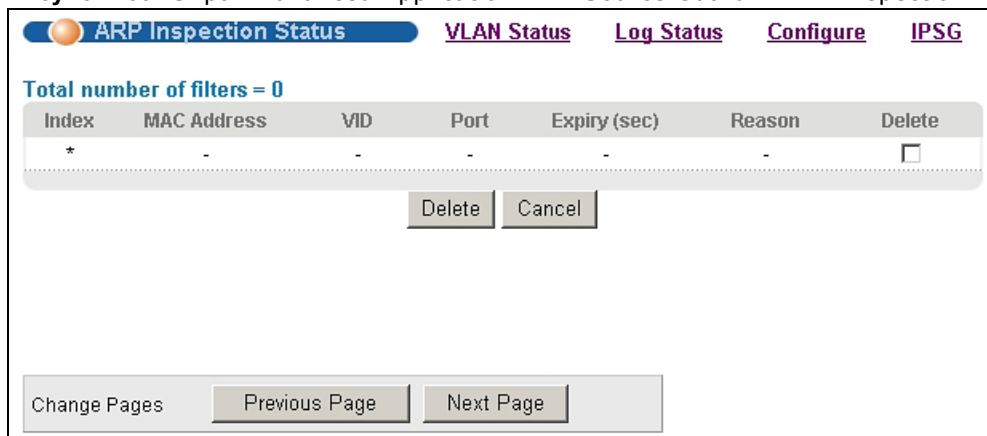 ARP Inspection Status VLAN Status Log Status Configure IPSG
Total number of filters = 0
Index MAC Address VID Port Expiry (sec) Reason Delete
* - - - - -
Delete Cancel
Change Pages Previous Page Next Page